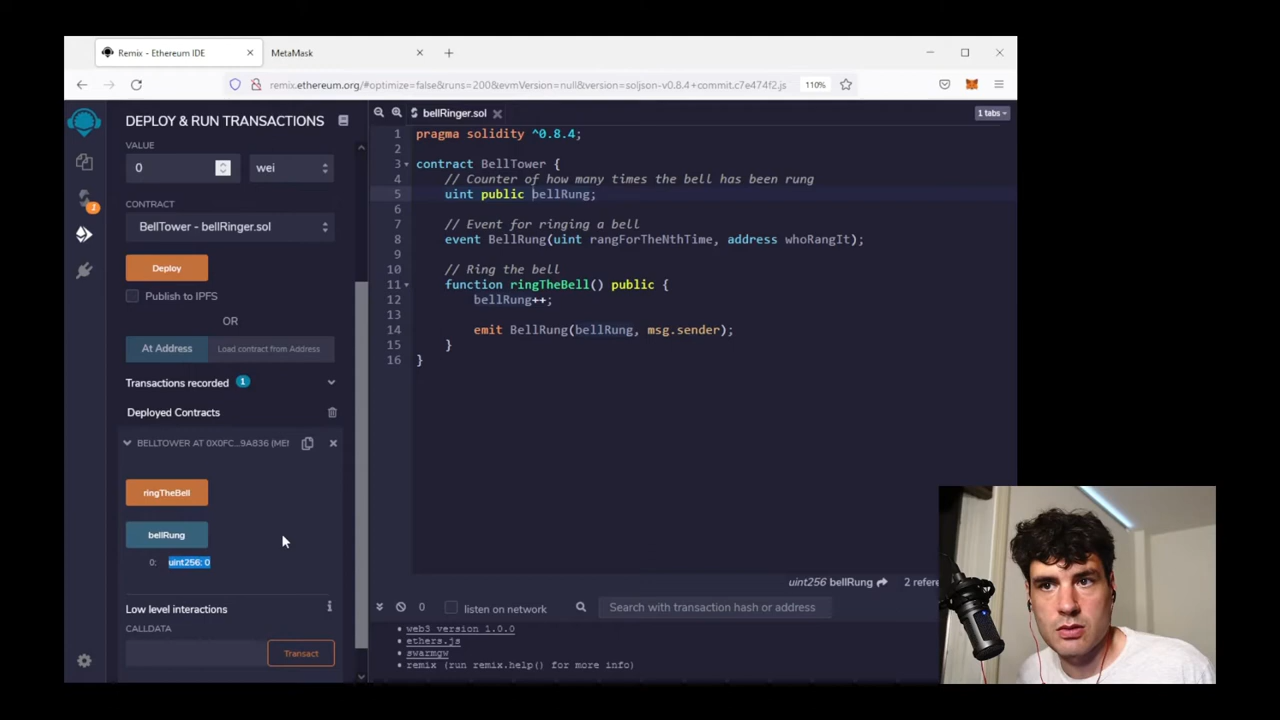 Remix - Ethereum IDE
MetaMask
remix.ethereum.org/#optimize=false&runs=200&evmVersion=null&version=soljson-v0.8.4+commit.c7e474f2.js
110%
DEPLOY & RUN TRANSACTIONS
VALUE
0
wei
CONTRACT
BellTower - bellRinger.sol
Deploy
Publish to IPFS
OR
At Address
Load contract from Address
Transactions recorded
1
Deployed Contracts
BELLTOWER AT 0X0FC...9A836 (MEM
ringTheBell
bellRung
0:
uint256: 0
Low level interactions
i
CALLDATA
Transact
1
bellRinger.sol
1 tabs
1 pragma solidity ^0.8.4;
2
3 contract BellTower {
4 // Counter of how many times the bell has been rung
5 uint public bellRung;
6
7 // Event for ringing a bell
8 event BellRung(uint rangForTheNthTime, address whoRangIt);
9
10 // Ring the bell
11 function ringTheBell() public {
12 bellRung++;
13
14 emit BellRung(bellRung, msg.sender);
15 }
16 }
uint256 bellRung
2 refere
0
listen on network
Search with transaction hash or address
web3 version 1.0.0
ethers.js
swarmgw
remix (run remix.help() for more info)